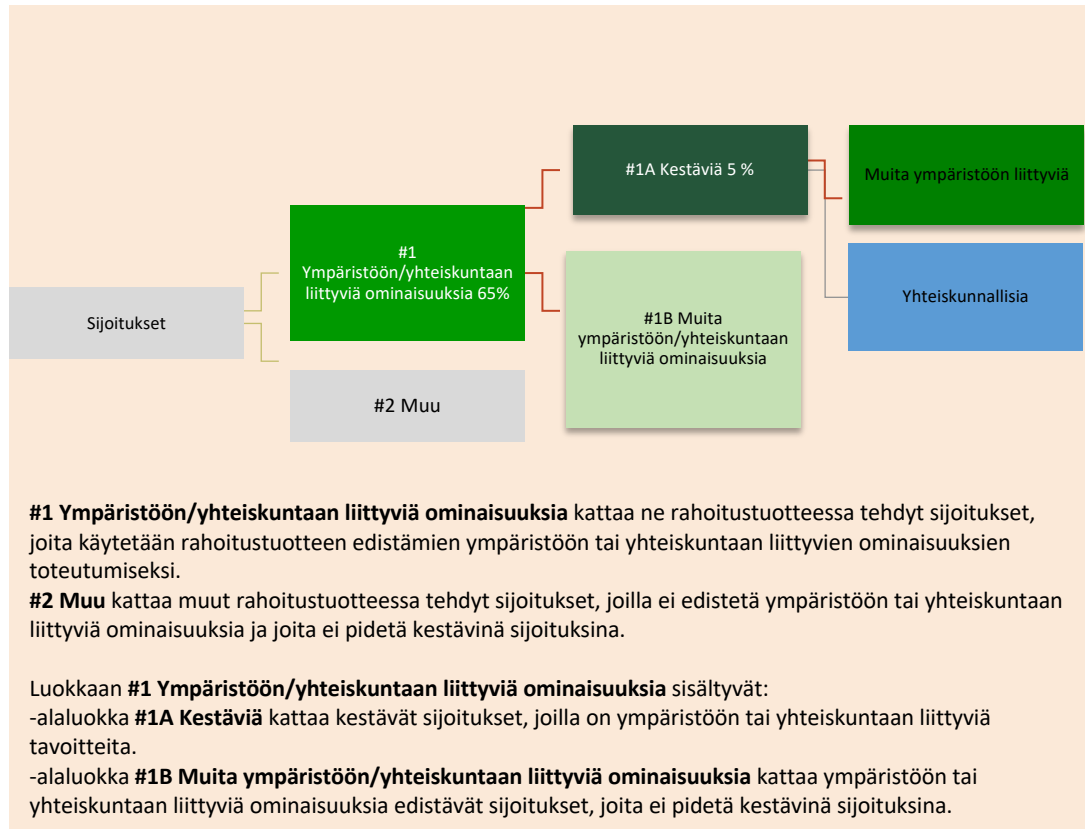 Sijoitukset
#1
Ympäristöön/yhteiskuntaan
liittyviä ominaisuuksia 65%
#2 Muu
#1A Kestäviä 5 %
#1B Muita
ympäristöön/yhteiskuntaan
liittyviä ominaisuuksia
Muita ympäristöön liittyviä
Yhteiskunnallisia
#1 Ympäristöön/yhteiskuntaan liittyviä ominaisuuksia kattaa ne rahoitustuotteessa tehdyt sijoitukset,
joita käytetään rahoitustuotteen edistämien ympäristöön tai yhteiskuntaan liittyvien ominaisuuksien
toteutumiseksi.
#2 Muu kattaa muut rahoitustuotteessa tehdyt sijoitukset, joilla ei edistetä ympäristöön tai yhteiskuntaan
liittyviä ominaisuuksia ja joita ei pidetä kestävinä sijoituksina.
Luokkaan #1 Ympäristöön/yhteiskuntaan liittyviä ominaisuuksia sisältyvät:
-alaluokka #1A Kestäviä kattaa kestävät sijoitukset, joilla on ympäristöön tai yhteiskuntaan liittyviä
tavoitteita.
-alaluokka #1B Muita ympäristöön/yhteiskuntaan liittyviä ominaisuuksia kattaa ympäristöön tai
yhteiskuntaan liittyviä ominaisuuksia edistävät sijoitukset, joita ei pidetä kestävinä sijoituksina.